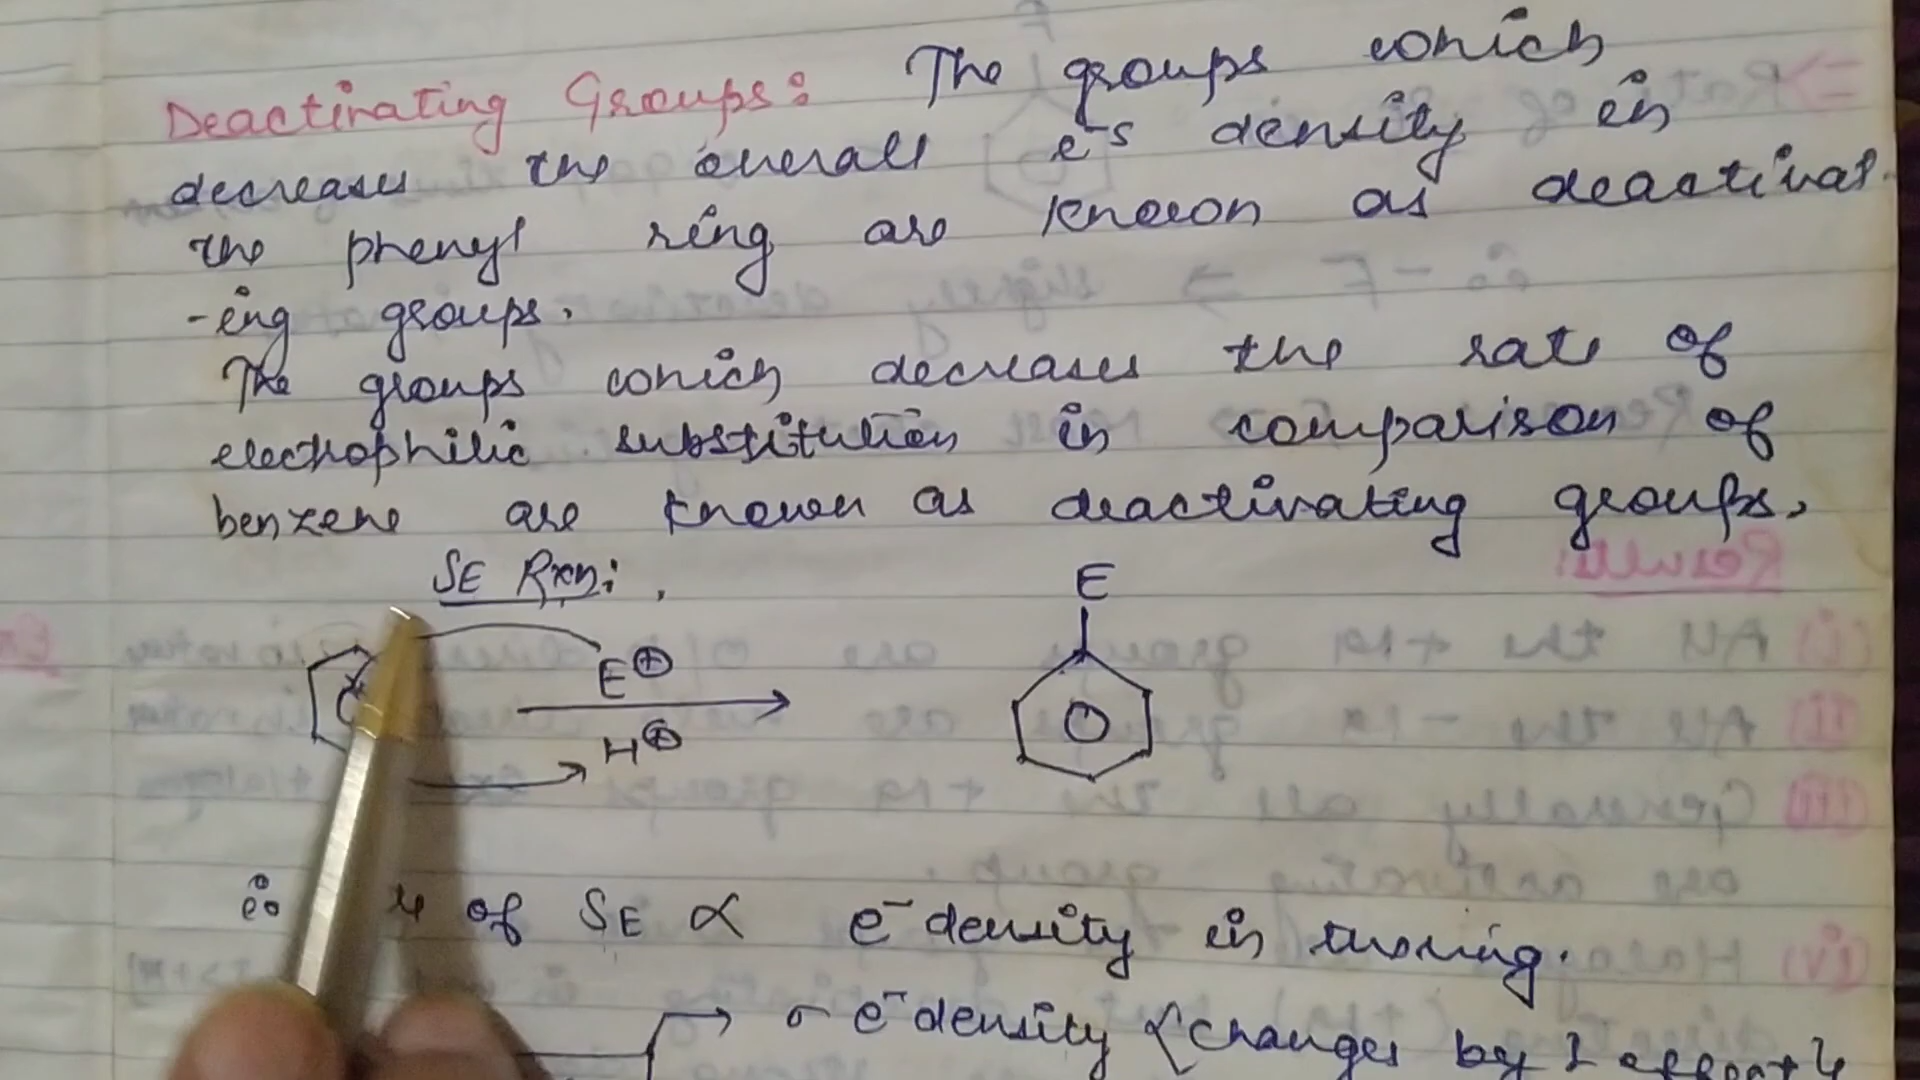 Deactivating Groups: The groups which
decreases the overall e⁻s density in
the phenyl ring are known as deactivat
-ing groups.
The groups which decreases the rate of
electrophilic substitution in comparison of
benzene are known as deactivating groups.
SE Rxn:
E
E⊕
H⊕
of SE ∝ e⁻ density in the ring.
σ e⁻ density {changes by I effect}